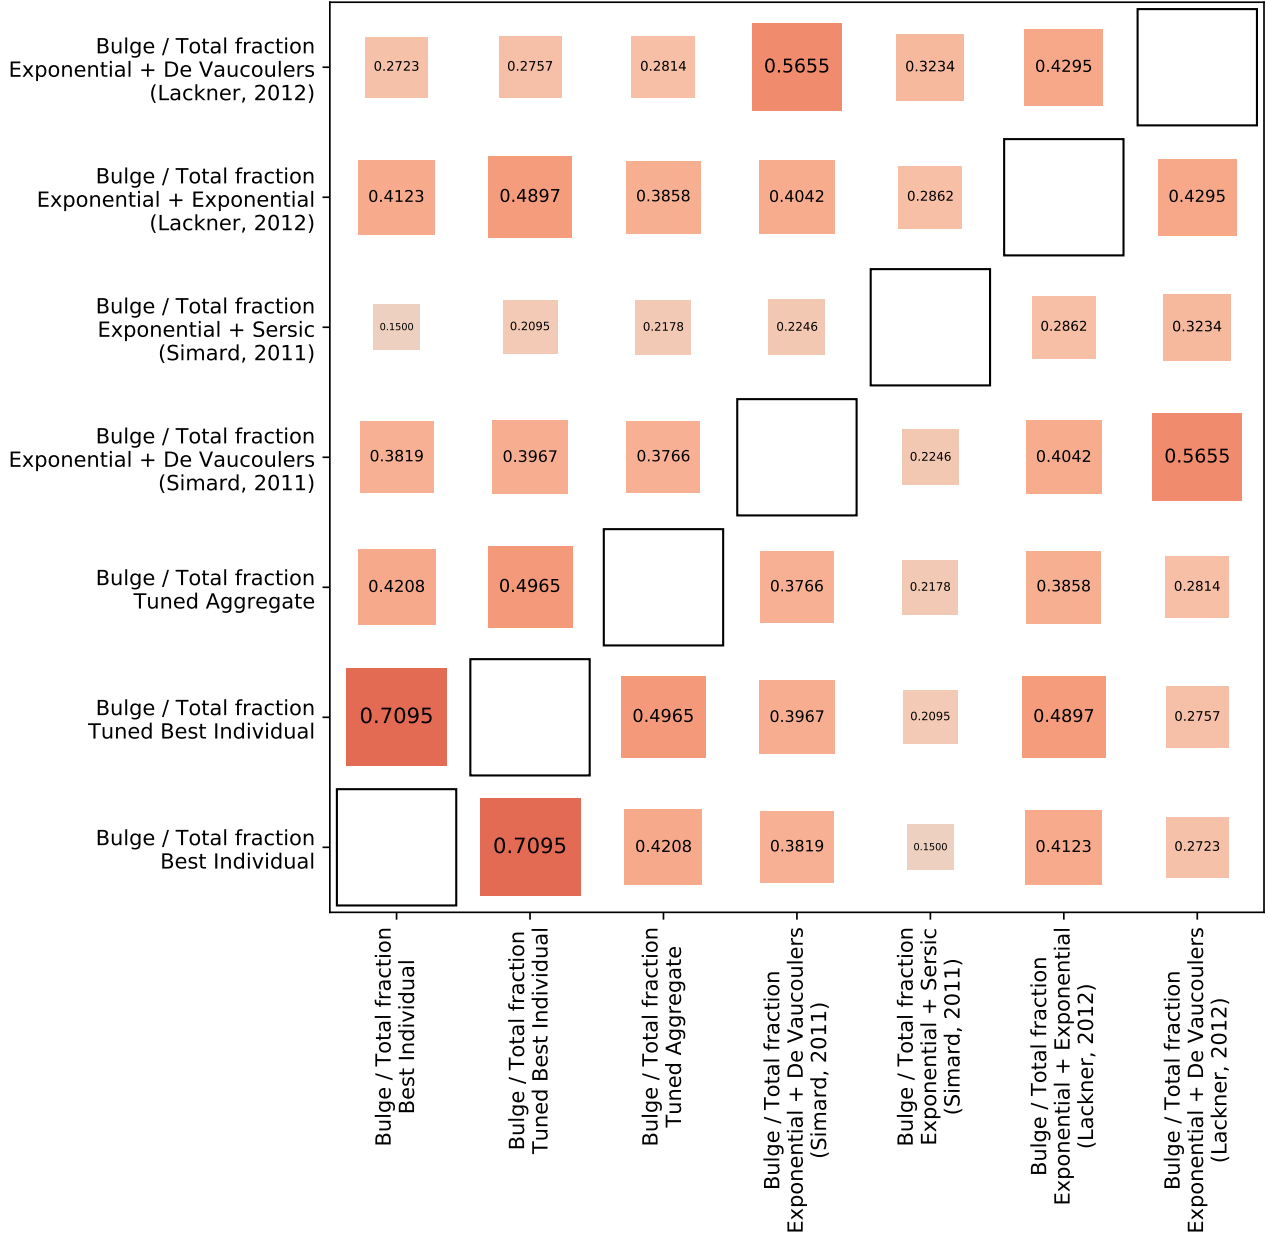 Bulge / Total fraction
Exponential + De Vaucoulers
(Lackner, 2012)
0.2723 0.2757 0.2814 0.5655 0.3234 0.4295
Bulge / Total fraction
Exponential + Exponential
(Lackner, 2012)
0.4123 0.4897 0.3858 0.4042 0.2862 0.4295
Bulge / Total fraction
Exponential + Sersic
(Simard, 2011)
0.1500 0.2095 0.2178 0.2246 0.2862 0.3234
Bulge / Total fraction
Exponential + De Vaucoulers
(Simard, 2011)
0.3819 0.3967 0.3766 0.2246 0.4042 0.5655
Bulge / Total fraction
Tuned Aggregate
0.4208 0.4965 0.3766 0.2178 0.3858 0.2814
Bulge / Total fraction
Tuned Best Individual
0.7095 0.4965 0.3967 0.2095 0.4897 0.2757
Bulge / Total fraction
Best Individual
0.7095 0.4208 0.3819 0.1500 0.4123 0.2723
Bulge / Total fraction
Best Individual
Bulge / Total fraction
Tuned Best Individual
Bulge / Total fraction
Tuned Aggregate
Bulge / Total fraction
Exponential + De Vaucoulers
(Simard, 2011)
Bulge / Total fraction
Exponential + Sersic
(Simard, 2011)
Bulge / Total fraction
Exponential + Exponential
(Lackner, 2012)
Bulge / Total fraction
Exponential + De Vaucoulers
(Lackner, 2012)